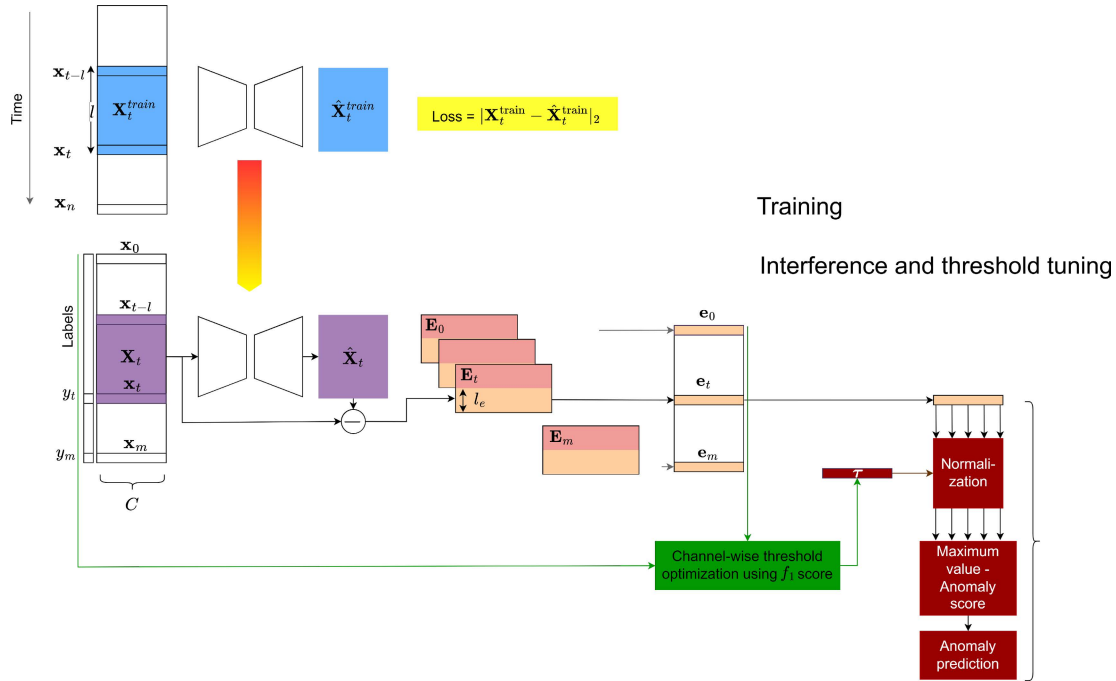 Time
x_{t-l}
l
X_t^{train}
X̂_t^{train}
Loss = |X_t^{train} − X̂_t^{train}|_2
x_t
x_n
Training
Interference and threshold tuning
x_0
Labels
x_{t-l}
X_t
x_t
X̂_t
y_t
x_m
y_m
C
−
E_0
E_t
l_e
E_m
e_0
e_t
e_m
τ
Normali-
zation
Channel-wise threshold
optimization using f_1 score
Maximum
value -
Anomaly
score
Anomaly
prediction